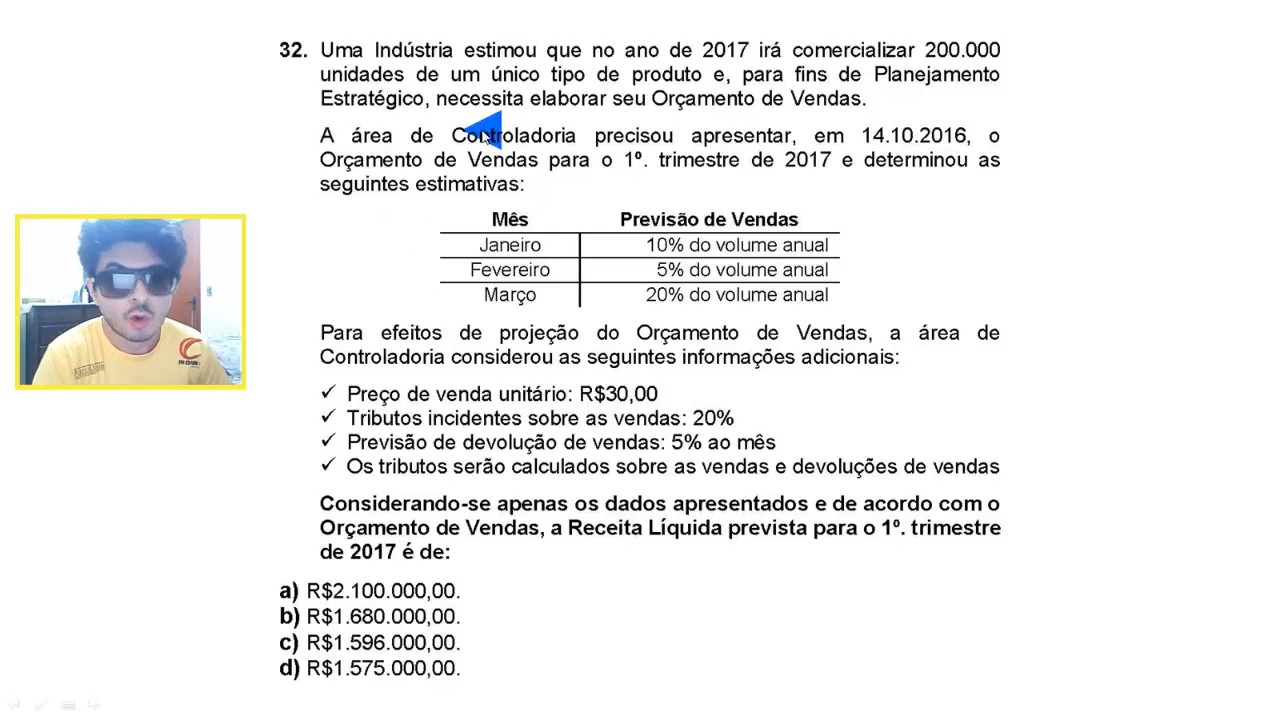 32. Uma Indústria estimou que no ano de 2017 irá comercializar 200.000
unidades de um único tipo de produto e, para fins de Planejamento
Estratégico, necessita elaborar seu Orçamento de Vendas.
A área de Controladoria precisou apresentar, em 14.10.2016, o
Orçamento de Vendas para o 1º. trimestre de 2017 e determinou as
seguintes estimativas:
Mês Previsão de Vendas
Janeiro 10% do volume anual
Fevereiro 5% do volume anual
Março 20% do volume anual
Para efeitos de projeção do Orçamento de Vendas, a área de
Controladoria considerou as seguintes informações adicionais:
✓ Preço de venda unitário: R$30,00
✓ Tributos incidentes sobre as vendas: 20%
✓ Previsão de devolução de vendas: 5% ao mês
✓ Os tributos serão calculados sobre as vendas e devoluções de vendas
Considerando-se apenas os dados apresentados e de acordo com o
Orçamento de Vendas, a Receita Líquida prevista para o 1º. trimestre
de 2017 é de:
a) R$2.100.000,00.
b) R$1.680.000,00.
c) R$1.596.000,00.
d) R$1.575.000,00.